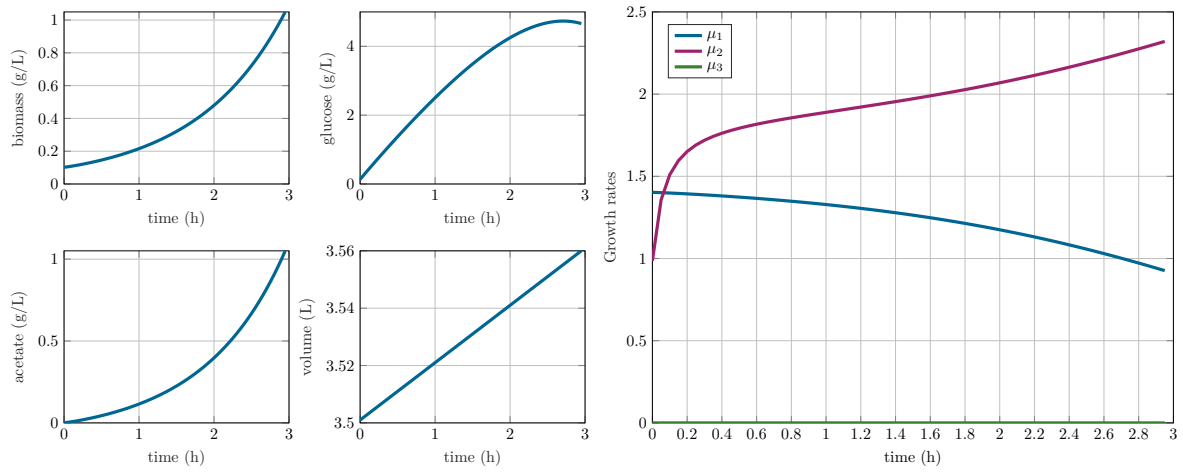 0 1 2 3
0
0.2
0.4
0.6
0.8
1
time (h)
biomass (g/L)
0 1 2 3
0
2
4
time (h)
glucose (g/L)
0 1 2 3
0
0.5
1
time (h)
acetate (g/L)
0 1 2 3
3.5
3.52
3.54
3.56
time (h)
volume (L)
0 0.2 0.4 0.6 0.8 1 1.2 1.4 1.6 1.8 2 2.2 2.4 2.6 2.8 3
0
0.5
1
1.5
2
2.5
time (h)
Growth rates
μ1
μ2
μ3